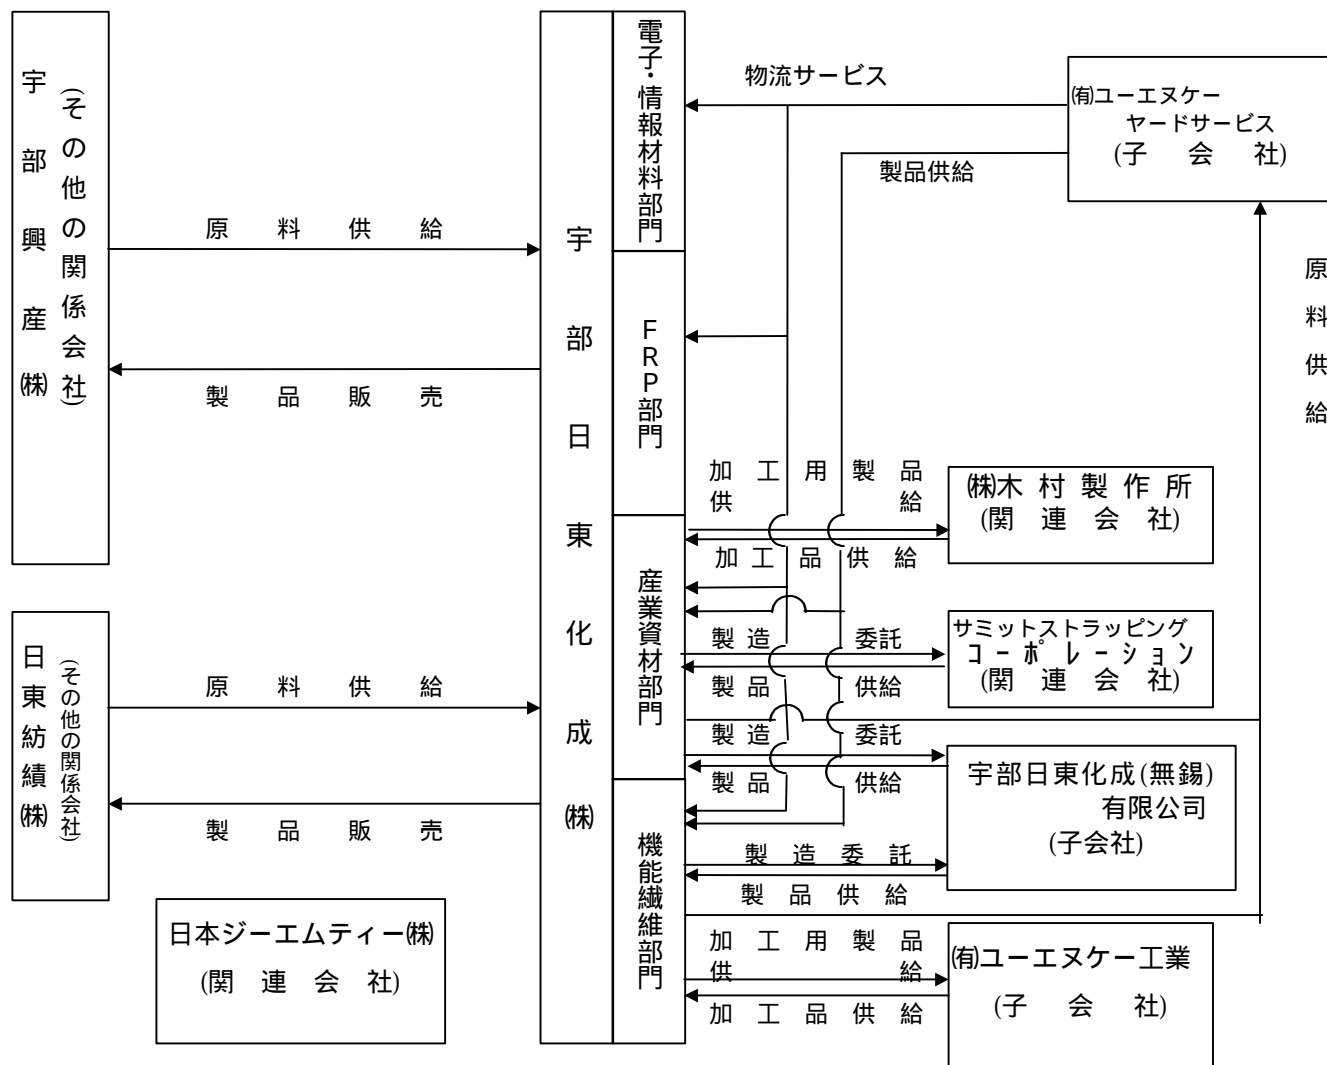 宇部興産㈱
(その他の関係会社)
原料供給
製品販売
日東紡績㈱
(その他の関係会社)
原料供給
製品販売
日本ジーエムティー㈱
(関連会社)
宇部日東化成㈱
電子・情報材料部門
FRP部門
産業資材部門
機能繊維部門
物流サービス
製品供給
㈲ユーエヌケー
ヤードサービス
(子会社)
原料供給
加工用製品
供給
加工品供給
㈱木村製作所
(関連会社)
製造委託
製品供給
サミットストラッピング
コーポレーション
(関連会社)
製造委託
製品供給
宇部日東化成(無錫)
有限公司
(子会社)
製造委託
製品供給
加工用製品
供給
加工品供給
㈲ユーエヌケー工業
(子会社)